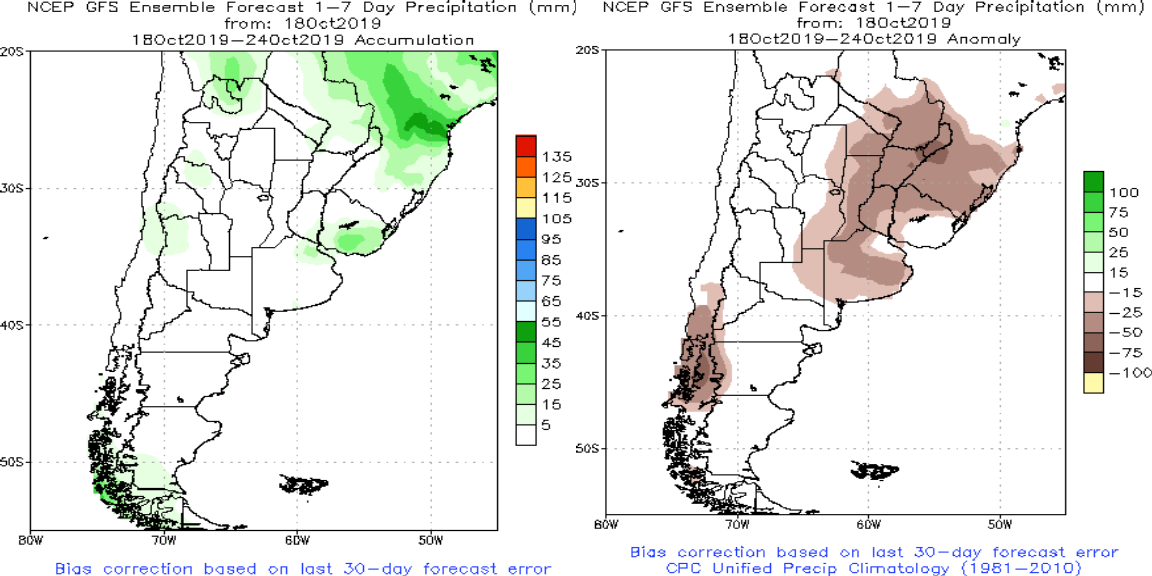 NCEP GFS Ensemble Forecast 1-7 Day Precipitation (mm)
from: 18Oct2019
18Oct2019-24Oct2019 Accumulation
20S
30S
40S
50S
80W 70W 60W 50W
135
125
115
105
95
85
75
65
55
45
35
25
15
5
Bias correction based on last 30-day forecast error
NCEP GFS Ensemble Forecast 1-7 Day Precipitation (mm)
from: 18Oct2019
18Oct2019-24Oct2019 Anomaly
20S
30S
40S
50S
80W 70W 60W 50W
100
75
50
25
15
-15
-25
-50
-75
-100
Bias correction based on last 30-day forecast error
CPC Unified Precip Climatology (1981-2010)